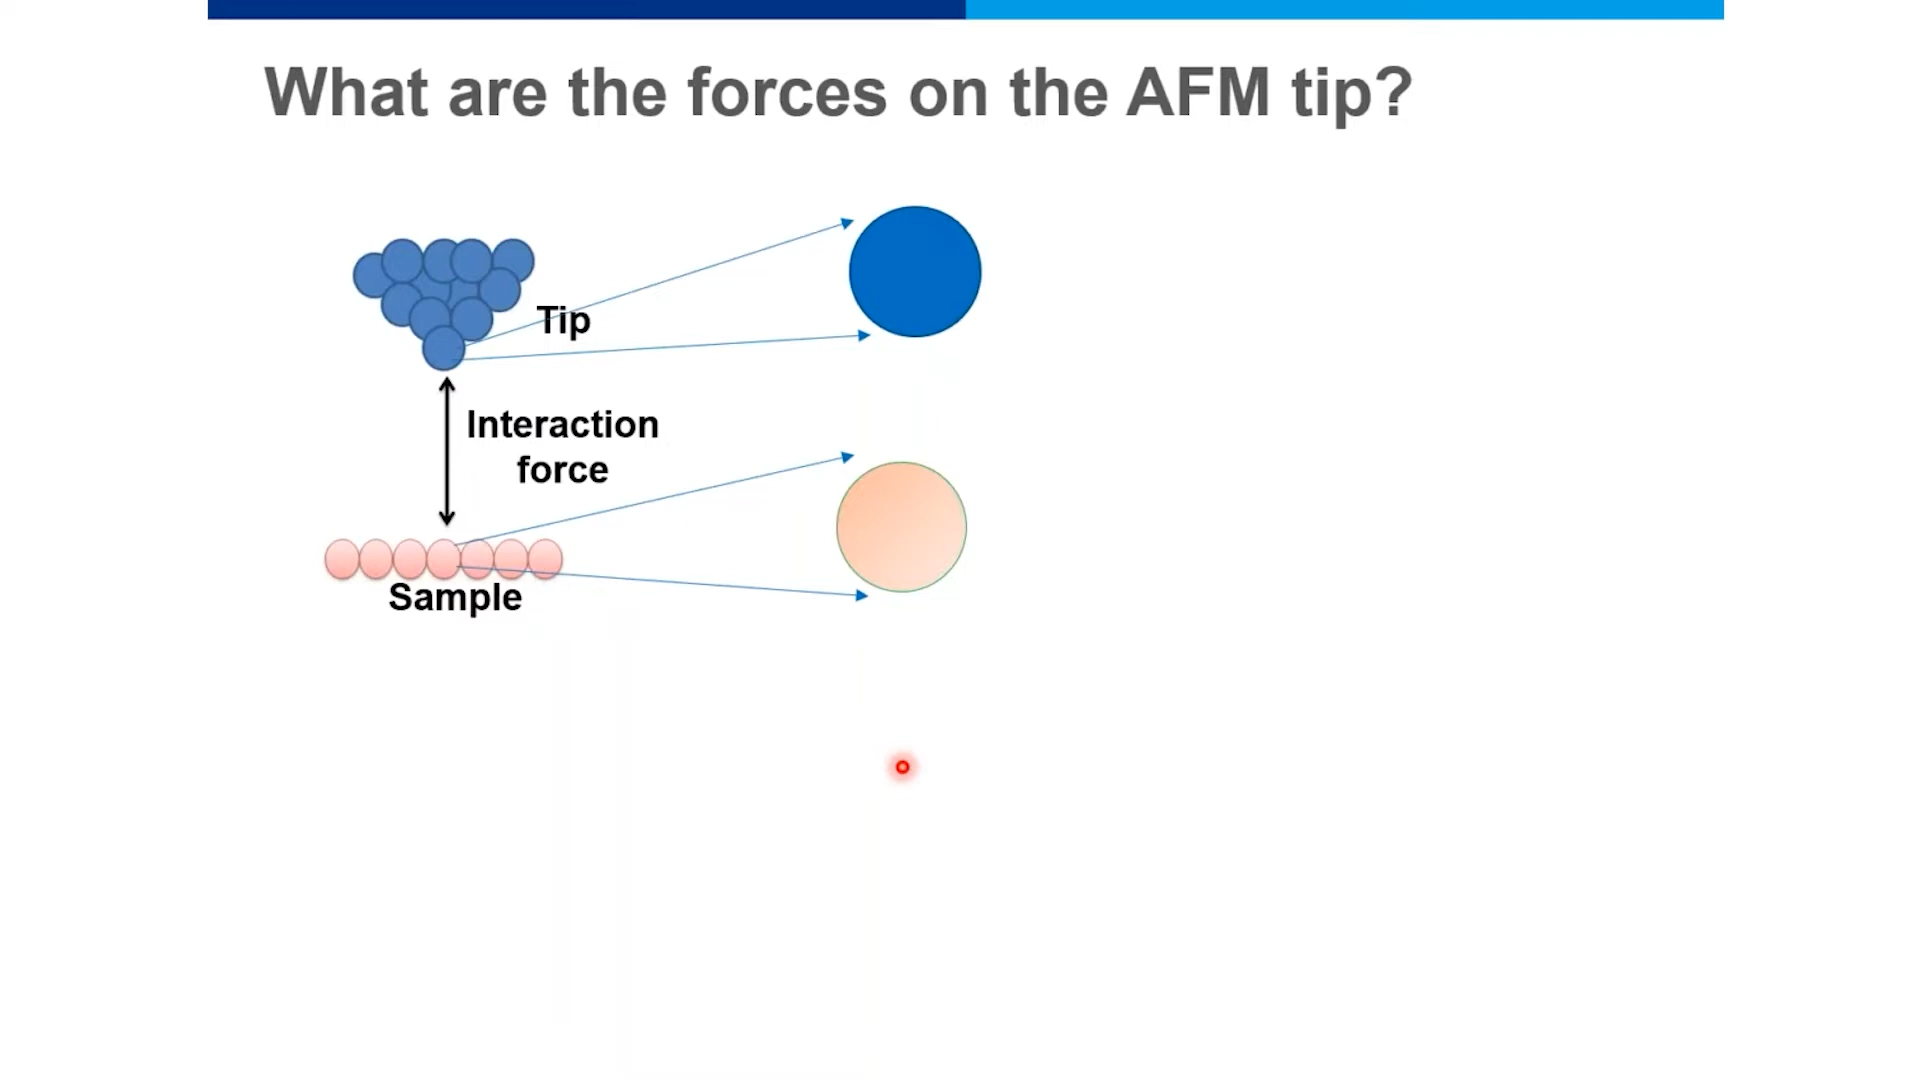 What are the forces on the AFM tip?
Tip
Interaction
force
Sample